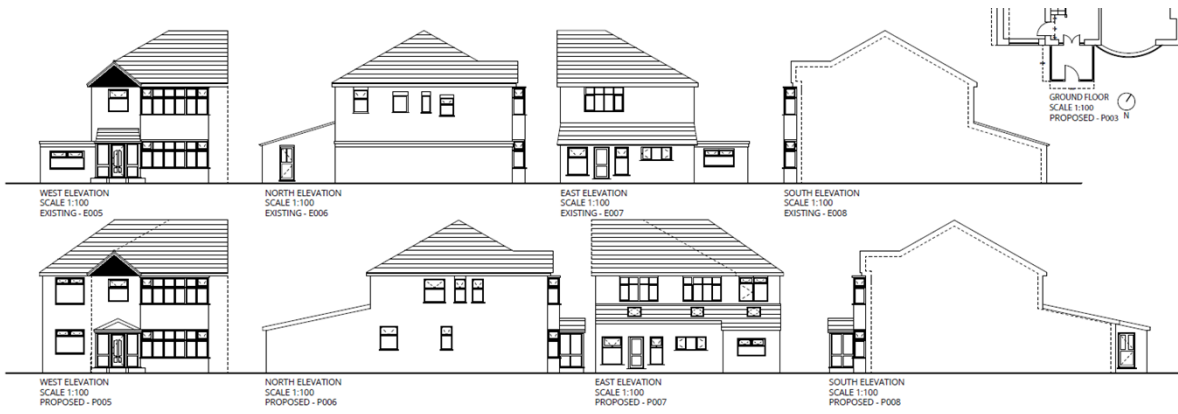 GROUND FLOOR
SCALE 1:100
PROPOSED - P003
N
WEST ELEVATION
SCALE 1:100
EXISTING - E005
NORTH ELEVATION
SCALE 1:100
EXISTING - E006
EAST ELEVATION
SCALE 1:100
EXISTING - E007
SOUTH ELEVATION
SCALE 1:100
EXISTING - E008
WEST ELEVATION
SCALE 1:100
PROPOSED - P005
NORTH ELEVATION
SCALE 1:100
PROPOSED - P006
EAST ELEVATION
SCALE 1:100
PROPOSED - P007
SOUTH ELEVATION
SCALE 1:100
PROPOSED - P008